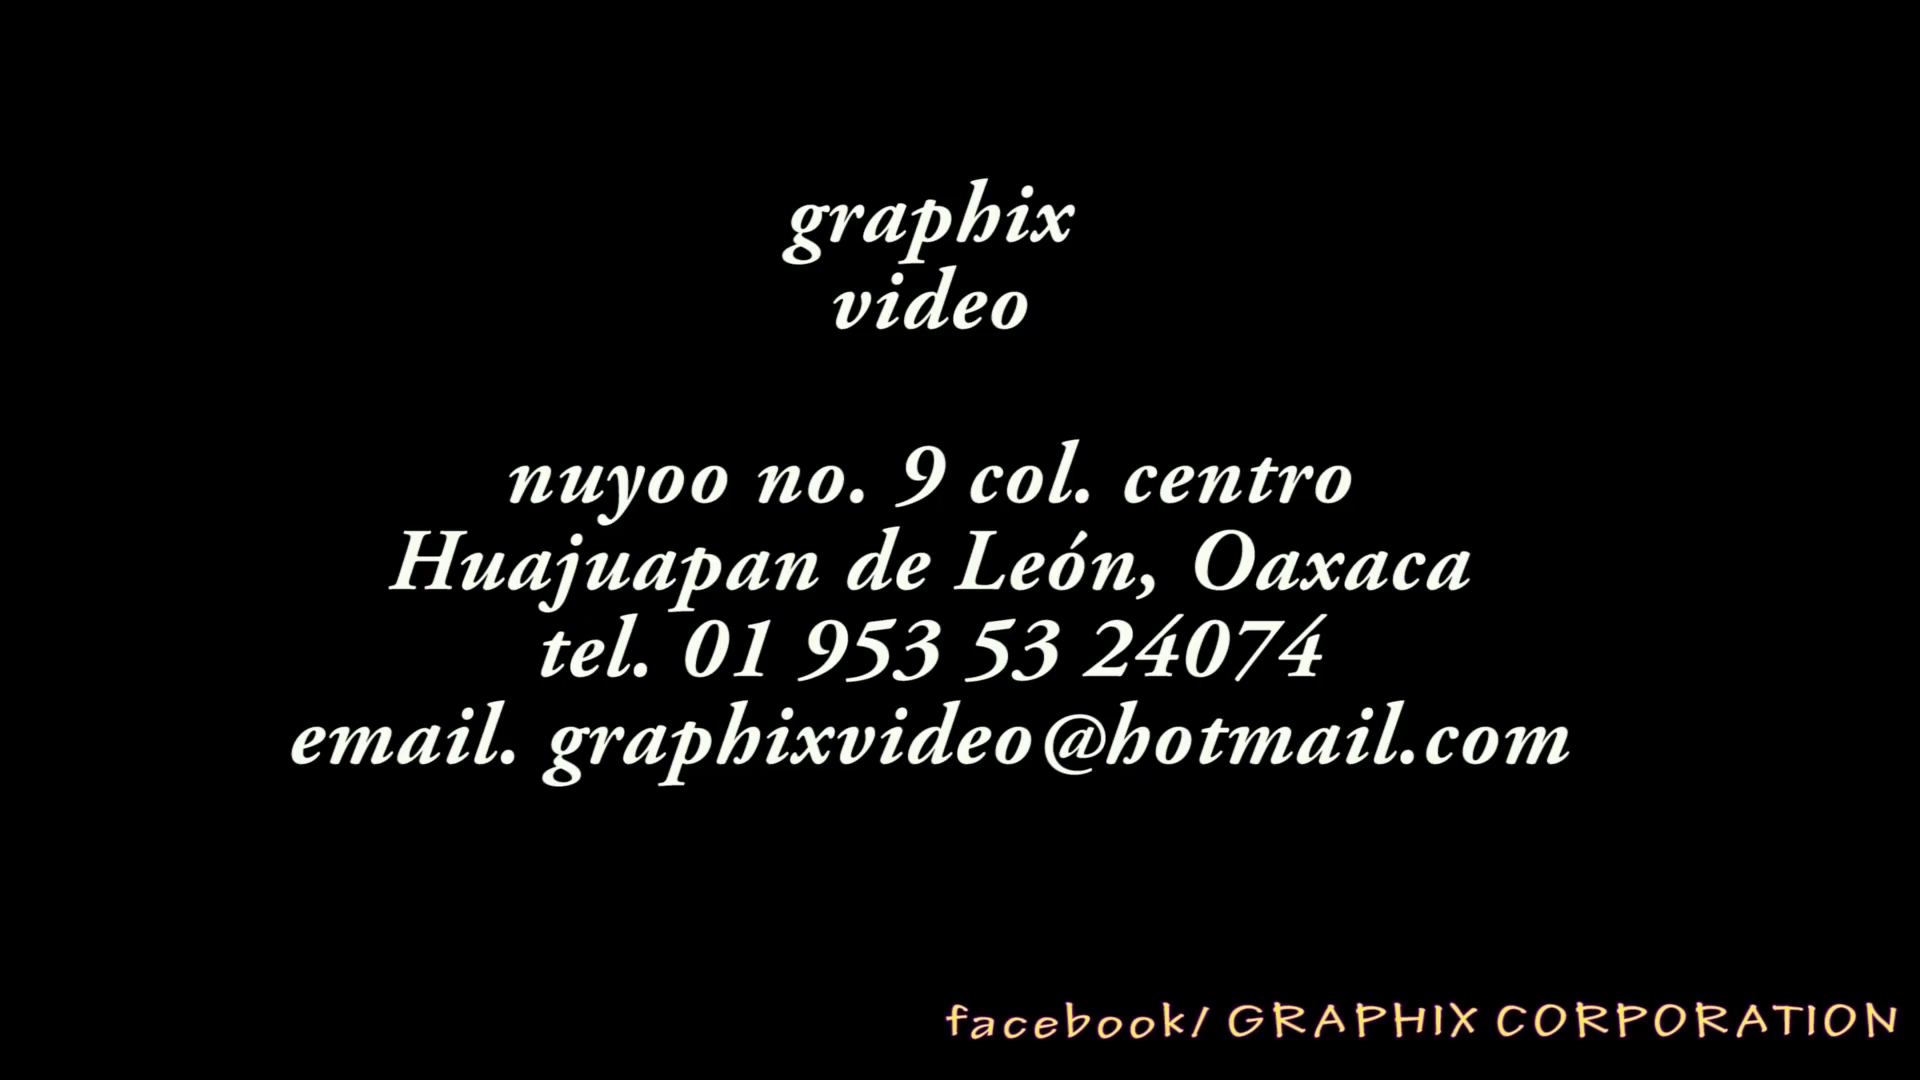 graphix
video
nuyoo no. 9 col. centro
Huajuapan de León, Oaxaca
tel. 01 953 53 24074
email. graphixvideo@hotmail.com
facebook/ GRAPHIX CORPORATION